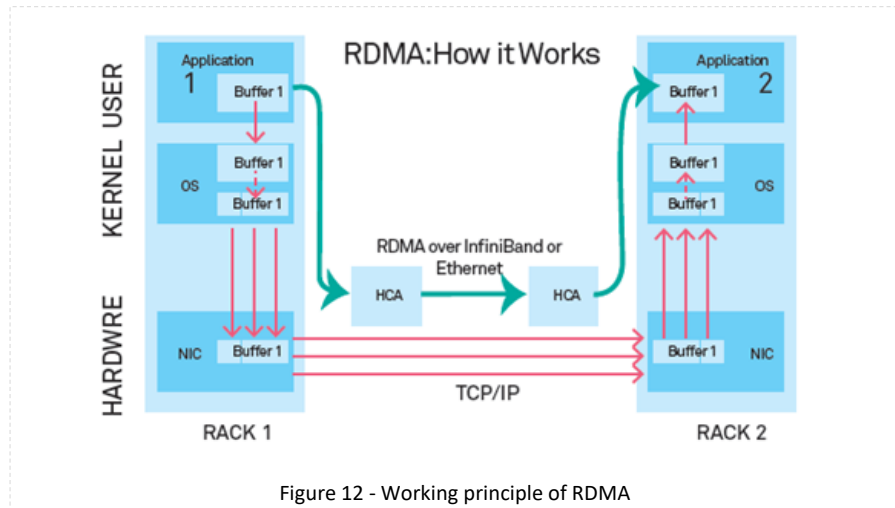 RDMA:How it Works
USER
KERNEL
HARDWRE
Application
1
Buffer 1
Buffer 1
OS
Buffer 1
NIC
Buffer 1
RACK 1
RDMA over InfiniBand or
Ethernet
HCA
HCA
TCP/IP
Application
2
Buffer 1
Buffer 1
OS
Buffer 1
Buffer 1
NIC
RACK 2
Figure 12 - Working principle of RDMA